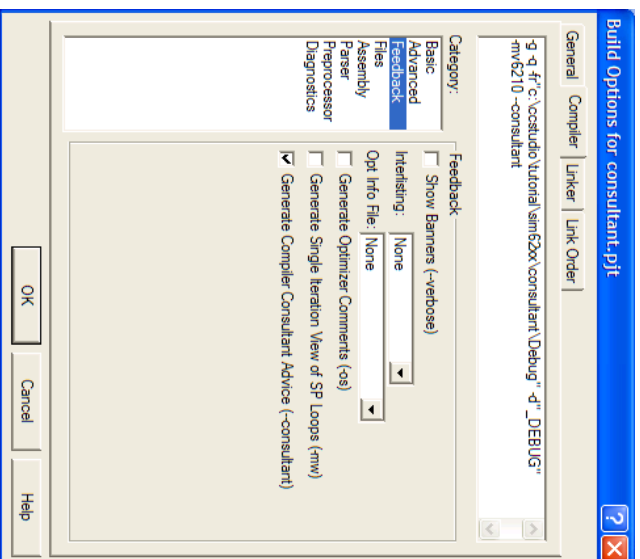 Build Options for consultant.pjt
General Compiler Linker Link Order
-g -q -fr"c:\ccstudio\tutorial\sim62xx\consultant\Debug" -d"_DEBUG"
-mv6210 --consultant
Category:
Basic
Advanced
Feedback
Files
Assembly
Parser
Preprocessor
Diagnostics
Feedback
Show Banners (--verbose)
Interlisting: None
Opt Info File: None
Generate Optimizer Comments (-os)
Generate Single Iteration View of SP Loops (-mw)
Generate Compiler Consultant Advice (--consultant)
OK Cancel Help